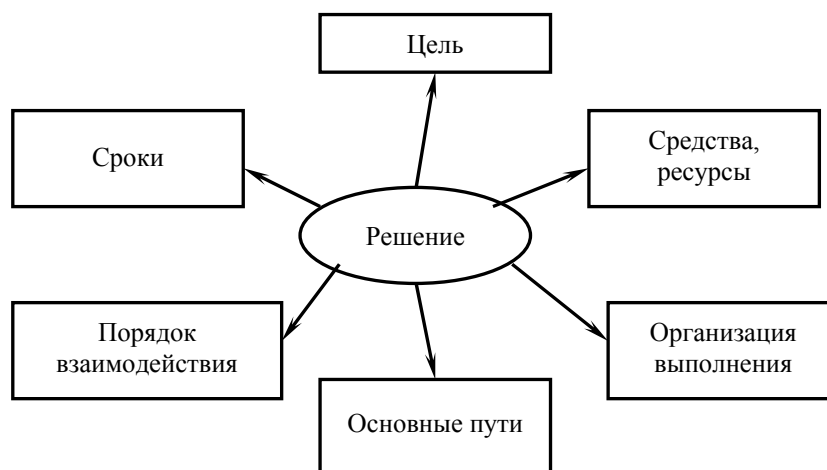 Цель
Сроки
Средства,
ресурсы
Решение
Порядок
взаимодействия
Организация
выполнения
Основные пути